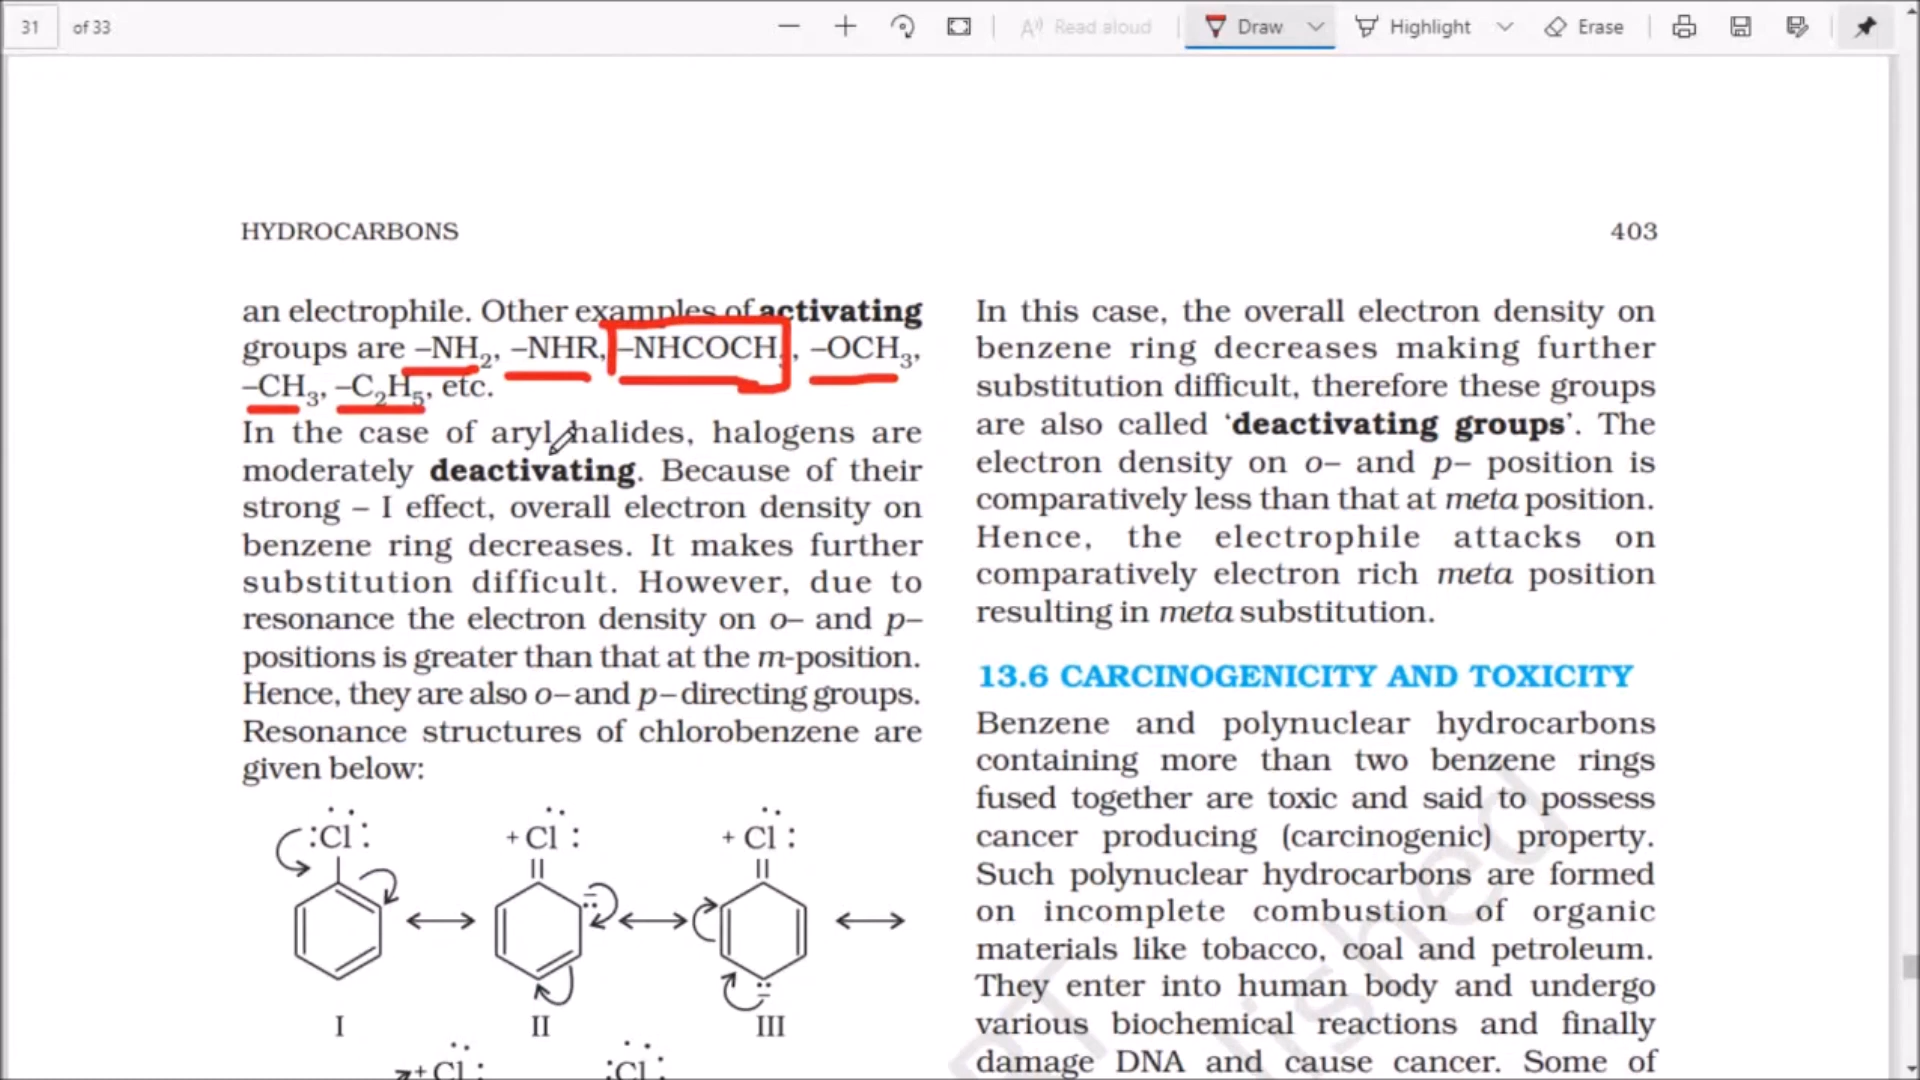 31 of 33 Read aloud Draw Highlight Erase
HYDROCARBONS 403
an electrophile. Other examples of activating
groups are –NH2, –NHR, –NHCOCH, –OCH3,
–CH3, –C2H5, etc.
In the case of aryl halides, halogens are
moderately deactivating. Because of their
strong – I effect, overall electron density on
benzene ring decreases. It makes further
substitution difficult. However, due to
resonance the electron density on o– and p–
positions is greater than that at the m-position.
Hence, they are also o– and p– directing groups.
Resonance structures of chlorobenzene are
given below:
:Cl: + Cl : + Cl :
I II III
+ Cl : :Cl:
In this case, the overall electron density on
benzene ring decreases making further
substitution difficult, therefore these groups
are also called ‘deactivating groups’. The
electron density on o– and p– position is
comparatively less than that at meta position.
Hence, the electrophile attacks on
comparatively electron rich meta position
resulting in meta substitution.
13.6 CARCINOGENICITY AND TOXICITY
Benzene and polynuclear hydrocarbons
containing more than two benzene rings
fused together are toxic and said to possess
cancer producing (carcinogenic) property.
Such polynuclear hydrocarbons are formed
on incomplete combustion of organic
materials like tobacco, coal and petroleum.
They enter into human body and undergo
various biochemical reactions and finally
damage DNA and cause cancer. Some of